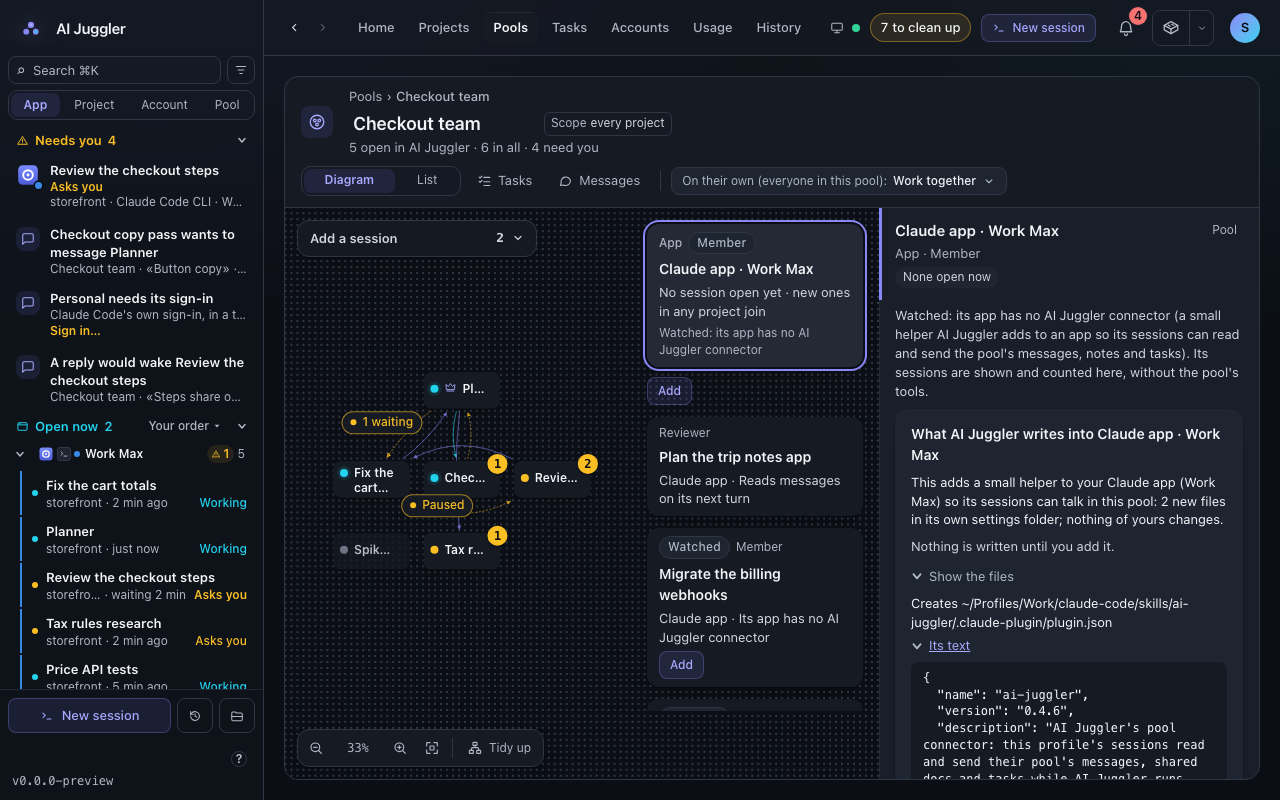 AI Juggler
Search ⌘K
App Project Account Pool
Needs you 4
Review the checkout steps
Asks you
storefront · Claude Code CLI · W...
Checkout copy pass wants to
message Planner
Checkout team · «Button copy» ·...
Personal needs its sign-in
Claude Code's own sign-in, in a t...
Sign in...
A reply would wake Review the
checkout steps
Checkout team · «Steps share o...
Open now 2 Your order
Work Max 1 5
Fix the cart totals
storefront · 2 min ago Working
Planner
storefront · just now Working
Review the checkout steps
storefro... · waiting 2 min Asks you
Tax rules research
storefront · 2 min ago Asks you
Price API tests
storefront · 5 min ago Working
New session
?
v0.0.0-preview
Home Projects Pools Tasks Accounts Usage History
7 to clean up
New session
4
S
Pools › Checkout team
Checkout team
Scope every project
5 open in AI Juggler · 6 in all · 4 need you
Diagram List Tasks Messages
On their own (everyone in this pool): Work together
Add a session 2
Pl...
1 waiting
Fix the
cart...
Chec... 1
Revie... 2
Paused
Spik...
Tax r... 1
33% Tidy up
App Member
Claude app · Work Max
No session open yet · new ones
in any project join
Watched: its app has no AI
Juggler connector
Add
Reviewer
Plan the trip notes app
Claude app · Reads messages
on its next turn
Watched Member
Migrate the billing
webhooks
Claude app · Its app has no AI
Juggler connector
Add
Claude app · Work Max Pool
App · Member
None open now
Watched: its app has no AI Juggler connector (a small
helper AI Juggler adds to an app so its sessions can read
and send the pool's messages, notes and tasks). Its
sessions are shown and counted here, without the pool's
tools.
What AI Juggler writes into Claude app · Work
Max
This adds a small helper to your Claude app (Work
Max) so its sessions can talk in this pool: 2 new files
in its own settings folder; nothing of yours changes.
Nothing is written until you add it.
Show the files
Creates ~/Profiles/Work/claude-code/skills/ai-
juggler/.claude-plugin/plugin.json
Its text
{
"name": "ai-juggler",
"version": "0.4.6",
"description": "AI Juggler's pool
connector: this profile's sessions read
and send their pool's messages, shared
docs and tasks while AI Juggler runs